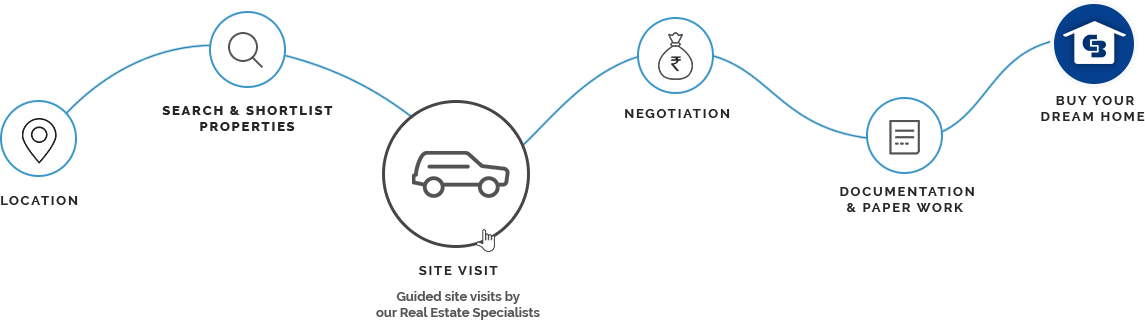 LOCATION
SEARCH & SHORTLIST
PROPERTIES
SITE VISIT
Guided site visits by
our Real Estate Specialists
₹
NEGOTIATION
DOCUMENTATION
& PAPER WORK
CB
BUY YOUR
DREAM HOME